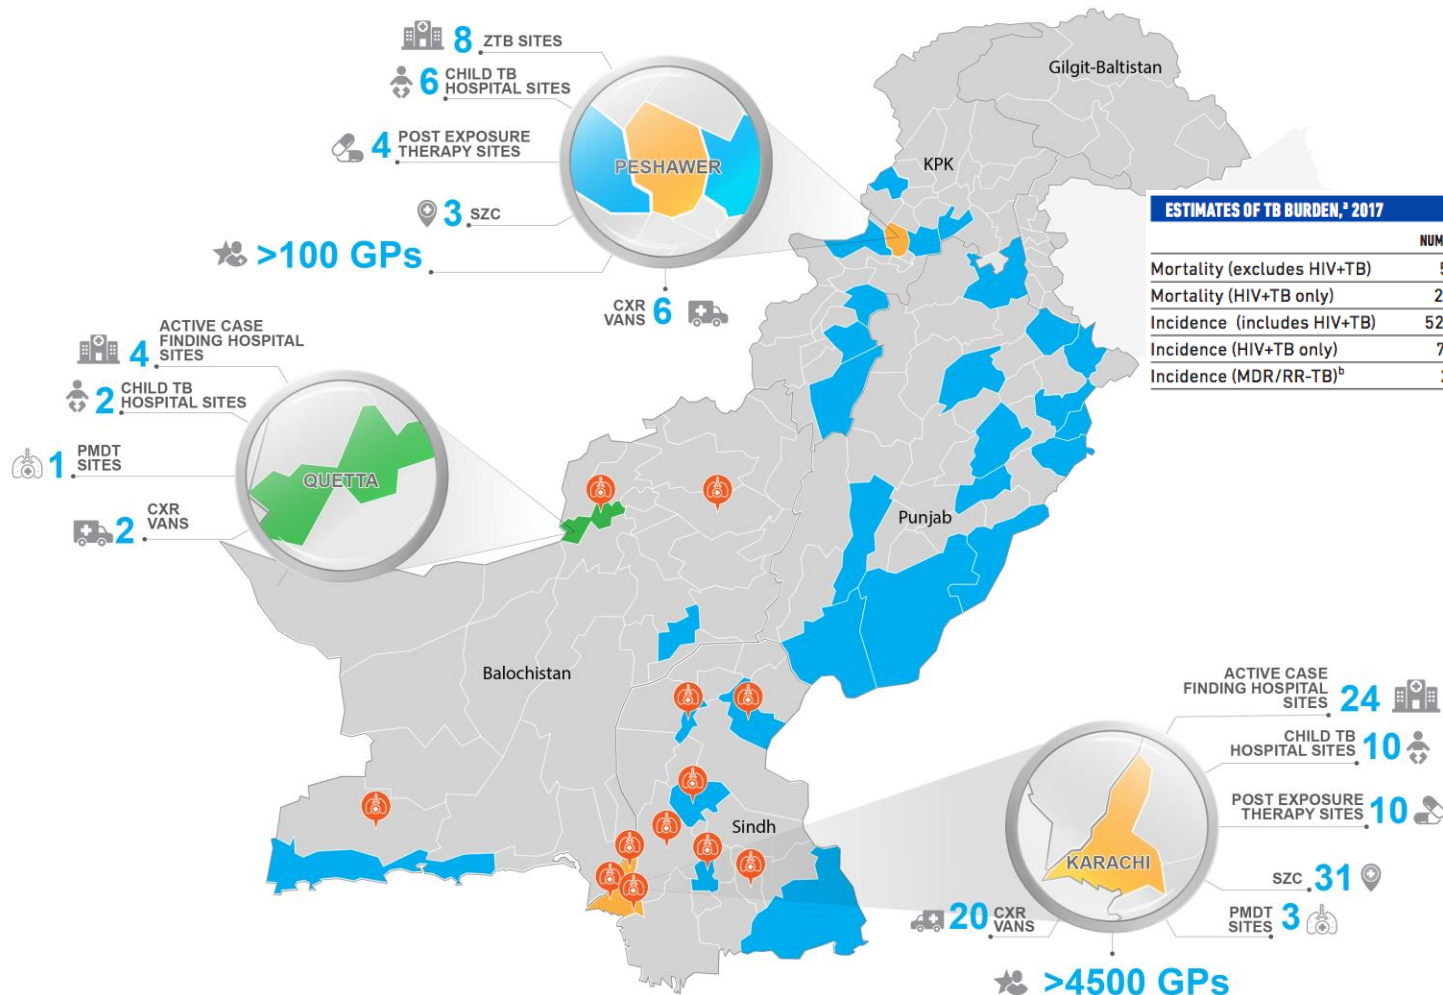 8 ZTB SITES
6 CHILD TB
HOSPITAL SITES
4 POST EXPOSURE
THERAPY SITES
3 SZC
>100 GPs
CXR
VANS 6
PESHAWER
Gilgit-Baltistan
KPK
ESTIMATES OF TB BURDEN,ª 2017
NUM
Mortality (excludes HIV+TB)
Mortality (HIV+TB only) 2
Incidence (includes HIV+TB) 52
Incidence (HIV+TB only) 7
Incidence (MDR/RR-TB)ᵇ
4 ACTIVE CASE
FINDING HOSPITAL
SITES
2 CHILD TB
HOSPITAL SITES
1 PMDT
SITES
2 CXR
VANS
QUETTA
Punjab
Balochistan
Sindh
ACTIVE CASE
FINDING HOSPITAL
SITES 24
CHILD TB
HOSPITAL SITES 10
POST EXPOSURE
THERAPY SITES 10
SZC 31
PMDT
SITES 3
20 CXR
VANS
KARACHI
>4500 GPs